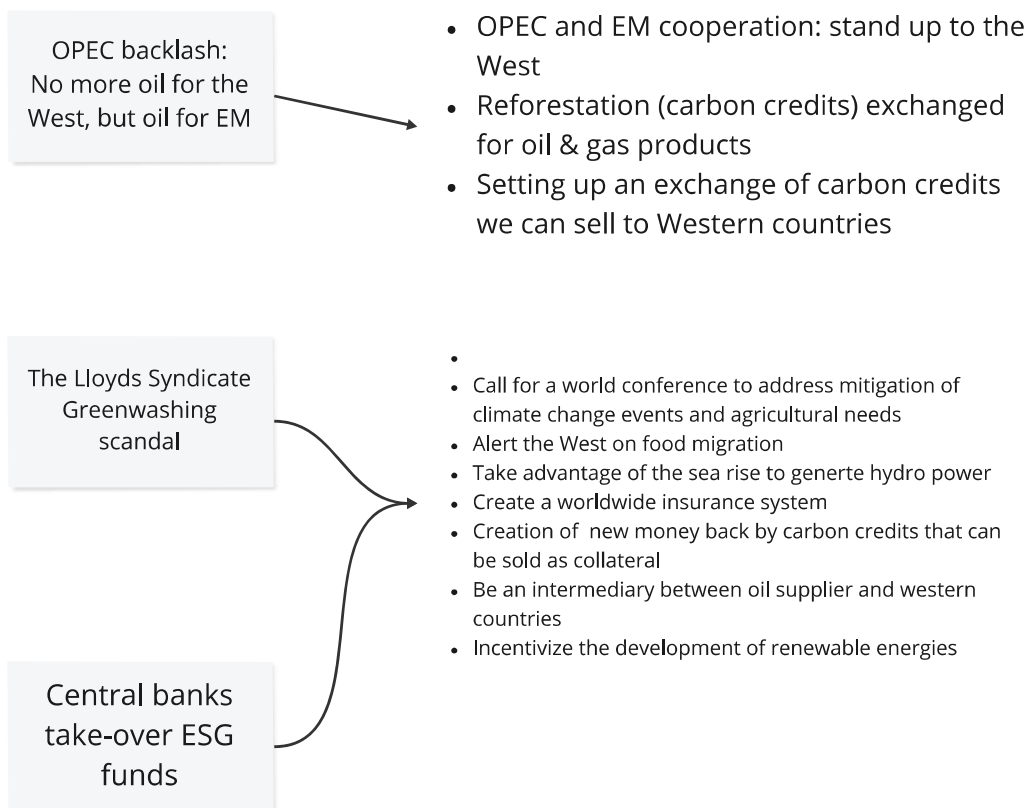 OPEC backlash:
No more oil for the
West, but oil for EM
• OPEC and EM cooperation: stand up to the
West
• Reforestation (carbon credits) exchanged
for oil & gas products
• Setting up an exchange of carbon credits
we can sell to Western countries
The Lloyds Syndicate
Greenwashing
scandal
•
• Call for a world conference to address mitigation of
climate change events and agricultural needs
• Alert the West on food migration
• Take advantage of the sea rise to generte hydro power
• Create a worldwide insurance system
• Creation of  new money back by carbon credits that can
be sold as collateral
• Be an intermediary between oil supplier and western
countries
• Incentivize the development of renewable energies
Central banks
take-over ESG
funds